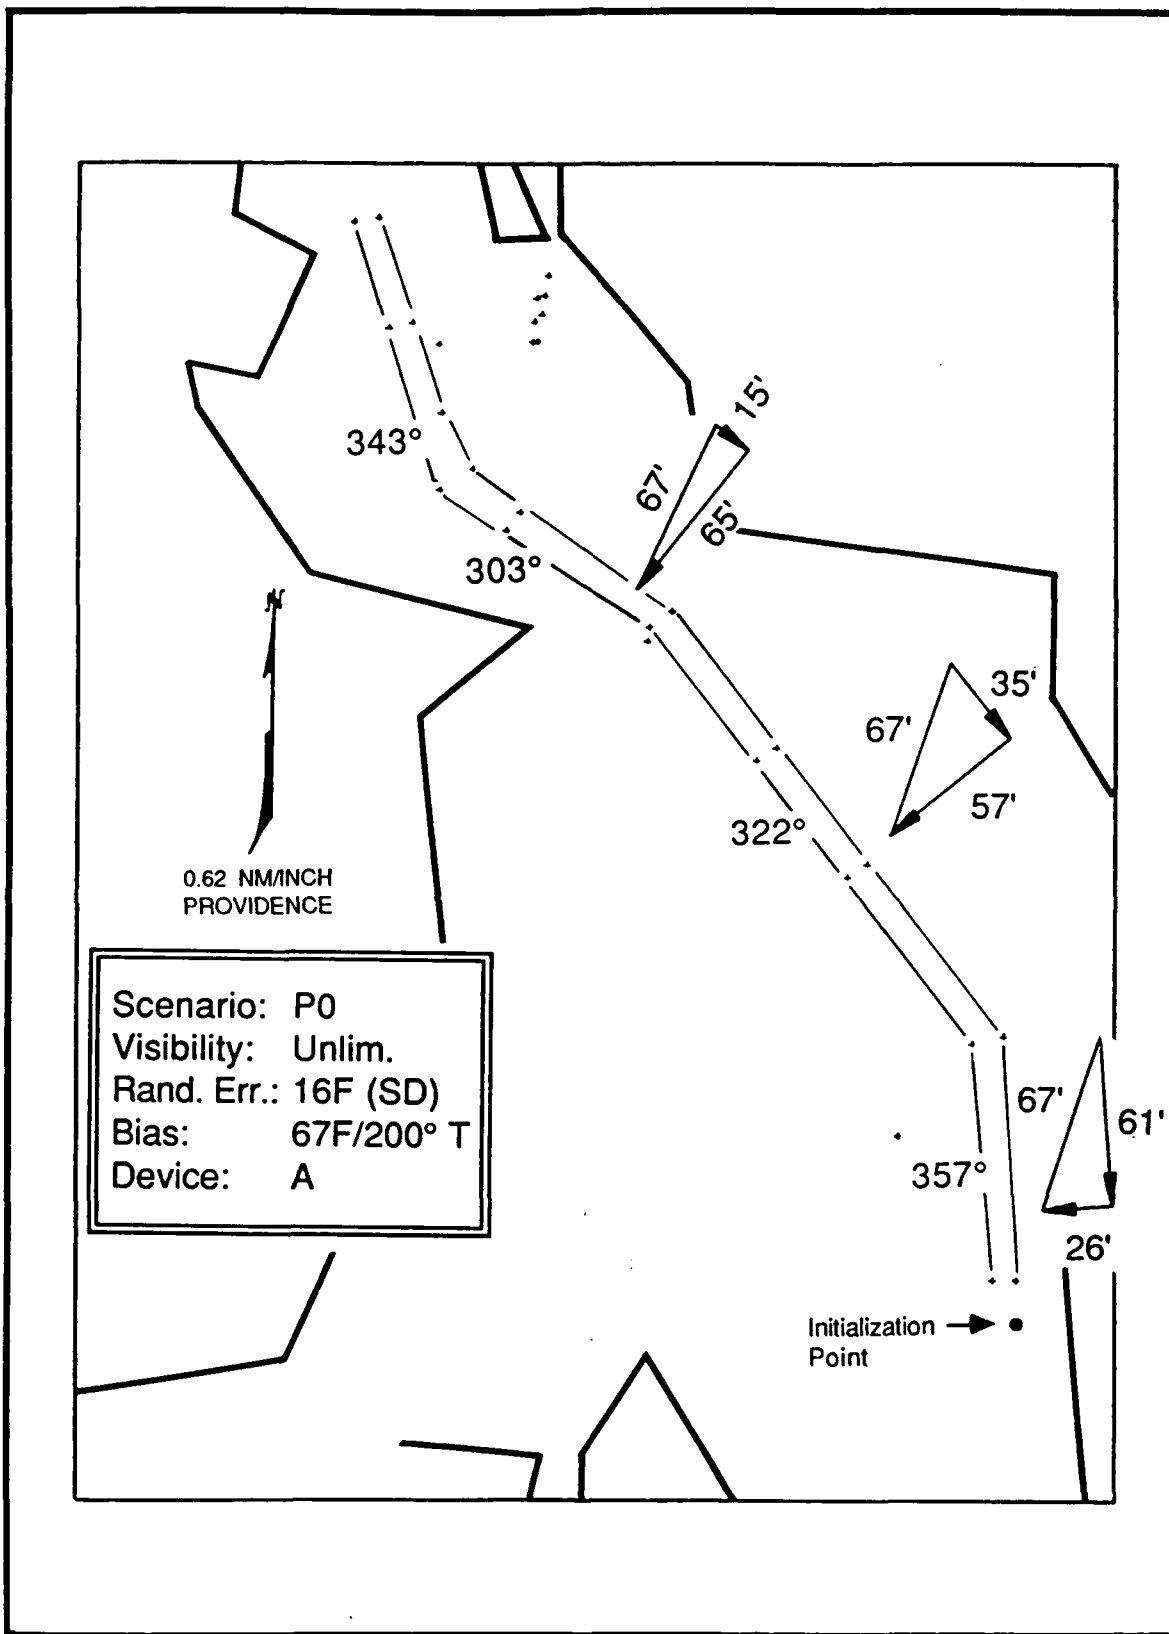 15'
343°
67'
65'
303°
N
35'
67'
57'
322°
0.62 NM/INCH
PROVIDENCE
Scenario: P0
Visibility: Unlim.
Rand. Err.: 16F (SD)
Bias: 67F/200° T
Device: A
67'
61'
357°
26'
Initialization
Point